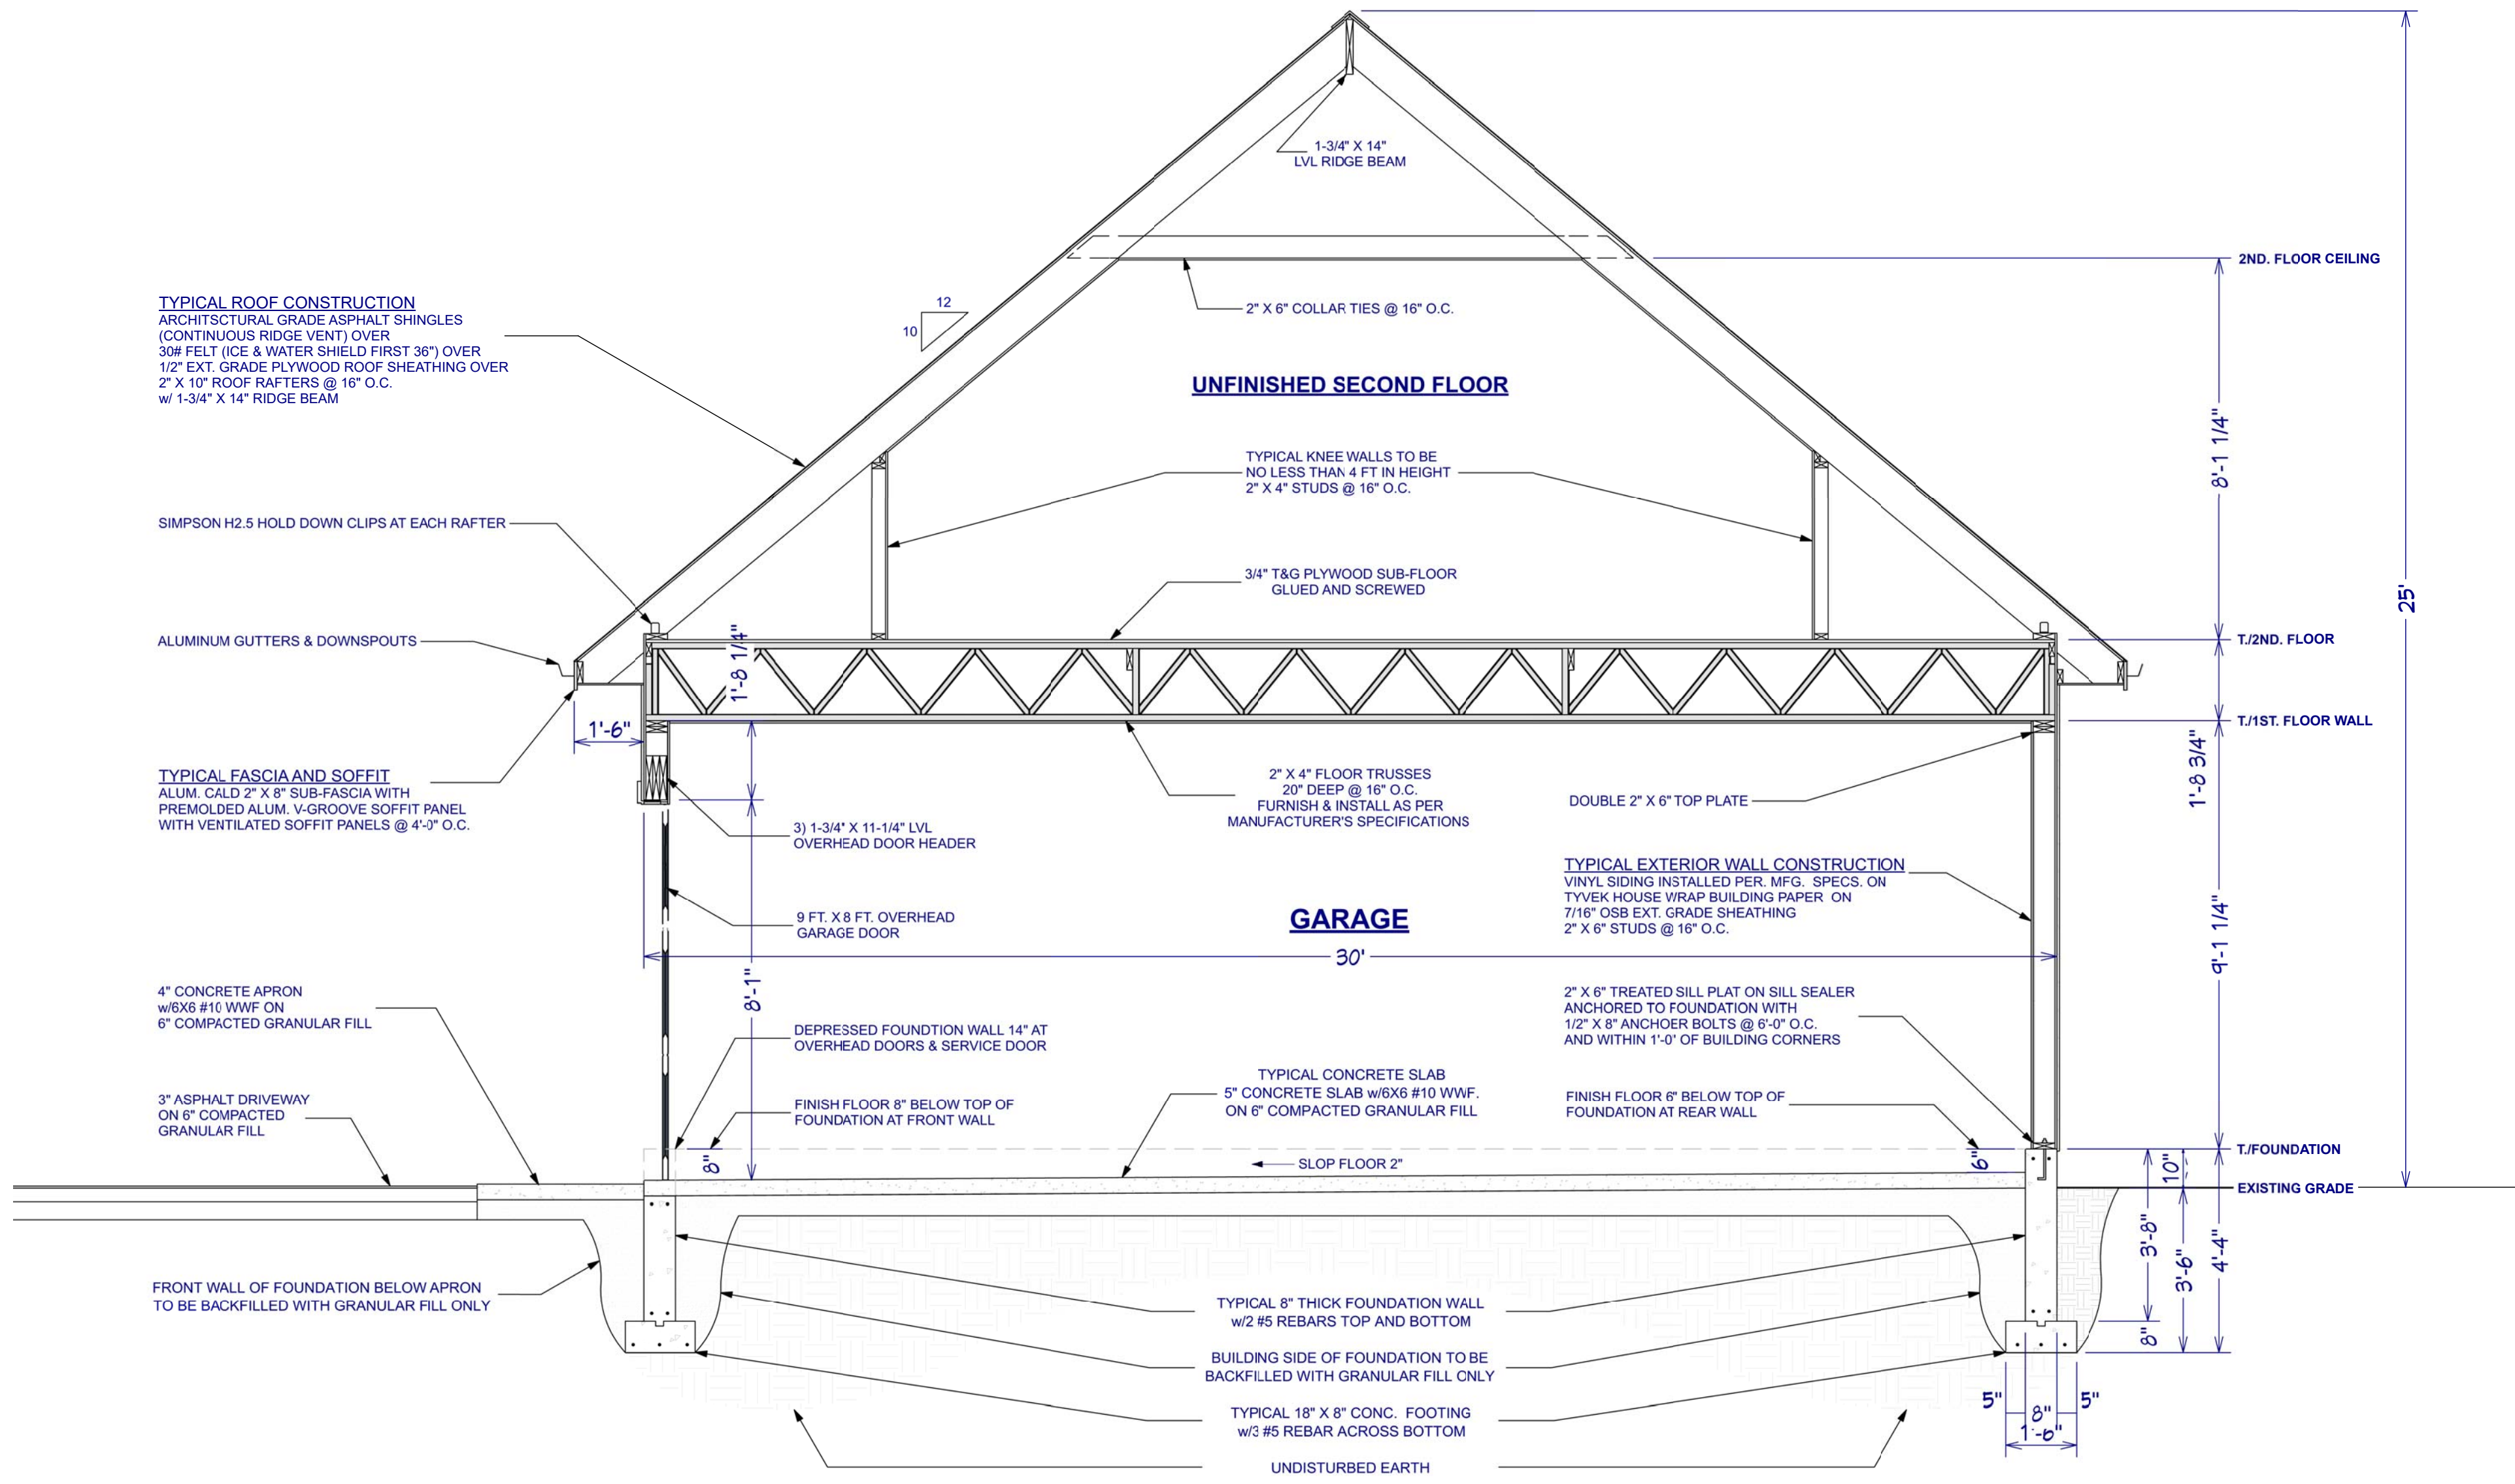 1-3/4" X 14"
LVL RIDGE BEAM
2ND. FLOOR CEILING
TYPICAL ROOF CONSTRUCTION
ARCHITSCTURAL GRADE ASPHALT SHINGLES
(CONTINUOUS RIDGE VENT) OVER
30# FELT (ICE & WATER SHIELD FIRST 36") OVER
1/2" EXT. GRADE PLYWOOD ROOF SHEATHING OVER
2" X 10" ROOF RAFTERS @ 16" O.C.
w/ 1-3/4" X 14" RIDGE BEAM
12
10
2" X 6" COLLAR TIES @ 16" O.C.
UNFINISHED SECOND FLOOR
8'-1 1/4"
TYPICAL KNEE WALLS TO BE
NO LESS THAN 4 FT IN HEIGHT
2" X 4" STUDS @ 16" O.C.
SIMPSON H2.5 HOLD DOWN CLIPS AT EACH RAFTER
3/4" T&G PLYWOOD SUB-FLOOR
GLUED AND SCREWED
25'
ALUMINUM GUTTERS & DOWNSPOUTS
T./2ND. FLOOR
1'-8 1/4"
1'-6"
T./1ST. FLOOR WALL
TYPICAL FASCIA AND SOFFIT
ALUM. CALD 2" X 8" SUB-FASCIA WITH
PREMOLDED ALUM. V-GROOVE SOFFIT PANEL
WITH VENTILATED SOFFIT PANELS @ 4'-0" O.C.
2" X 4" FLOOR TRUSSES
20" DEEP @ 16" O.C.
FURNISH & INSTALL AS PER
MANUFACTURER'S SPECIFICATIONS
DOUBLE 2" X 6" TOP PLATE
1'-8 3/4"
3) 1-3/4" X 11-1/4" LVL
OVERHEAD DOOR HEADER
TYPICAL EXTERIOR WALL CONSTRUCTION
VINYL SIDING INSTALLED PER. MFG. SPECS. ON
TYVEK HOUSE WRAP BUILDING PAPER ON
7/16" OSB EXT. GRADE SHEATHING
2" X 6" STUDS @ 16" O.C.
9 FT. X 8 FT. OVERHEAD
GARAGE DOOR
GARAGE
30'
9'-1 1/4"
8'-1"
4" CONCRETE APRON
w/6X6 #10 WWF ON
6" COMPACTED GRANULAR FILL
2" X 6" TREATED SILL PLAT ON SILL SEALER
ANCHORED TO FOUNDATION WITH
1/2" X 8" ANCHOER BOLTS @ 6'-0" O.C.
AND WITHIN 1'-0' OF BUILDING CORNERS
DEPRESSED FOUNDTION WALL 14" AT
OVERHEAD DOORS & SERVICE DOOR
TYPICAL CONCRETE SLAB
5" CONCRETE SLAB w/6X6 #10 WWF.
ON 6" COMPACTED GRANULAR FILL
3" ASPHALT DRIVEWAY
ON 6" COMPACTED
GRANULAR FILL
FINISH FLOOR 8" BELOW TOP OF
FOUNDATION AT FRONT WALL
FINISH FLOOR 6" BELOW TOP OF
FOUNDATION AT REAR WALL
T./FOUNDATION
8"
SLOP FLOOR 2"
6"
10"
EXISTING GRADE
3'-8"
3'-6"
4'-4"
FRONT WALL OF FOUNDATION BELOW APRON
TO BE BACKFILLED WITH GRANULAR FILL ONLY
TYPICAL 8" THICK FOUNDATION WALL
w/2 #5 REBARS TOP AND BOTTOM
8"
BUILDING SIDE OF FOUNDATION TO BE
BACKFILLED WITH GRANULAR FILL ONLY
TYPICAL 18" X 8" CONC. FOOTING
w/3 #5 REBAR ACROSS BOTTOM
5"
8"
5"
1'-6"
UNDISTURBED EARTH